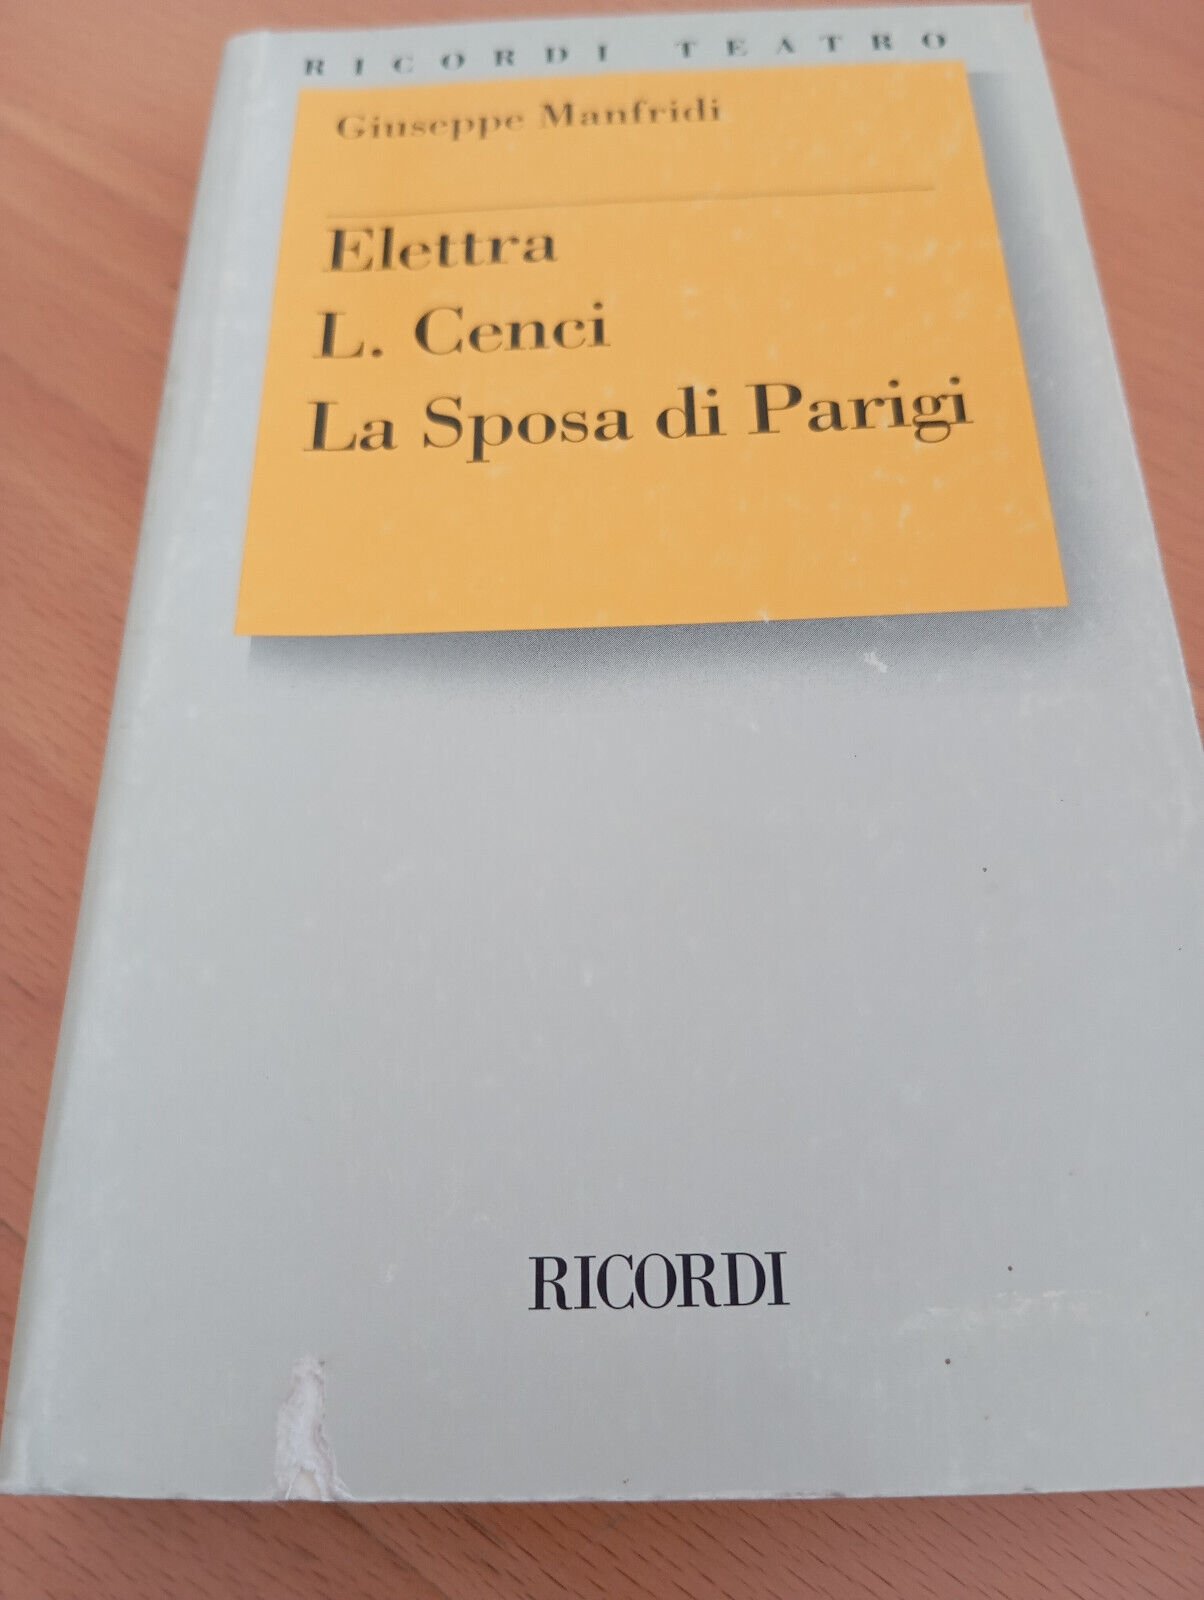 RICORDI TEATRO
Giuseppe Manfridi
Elettra
L. Cenci
La Sposa di Parigi
RICORDI